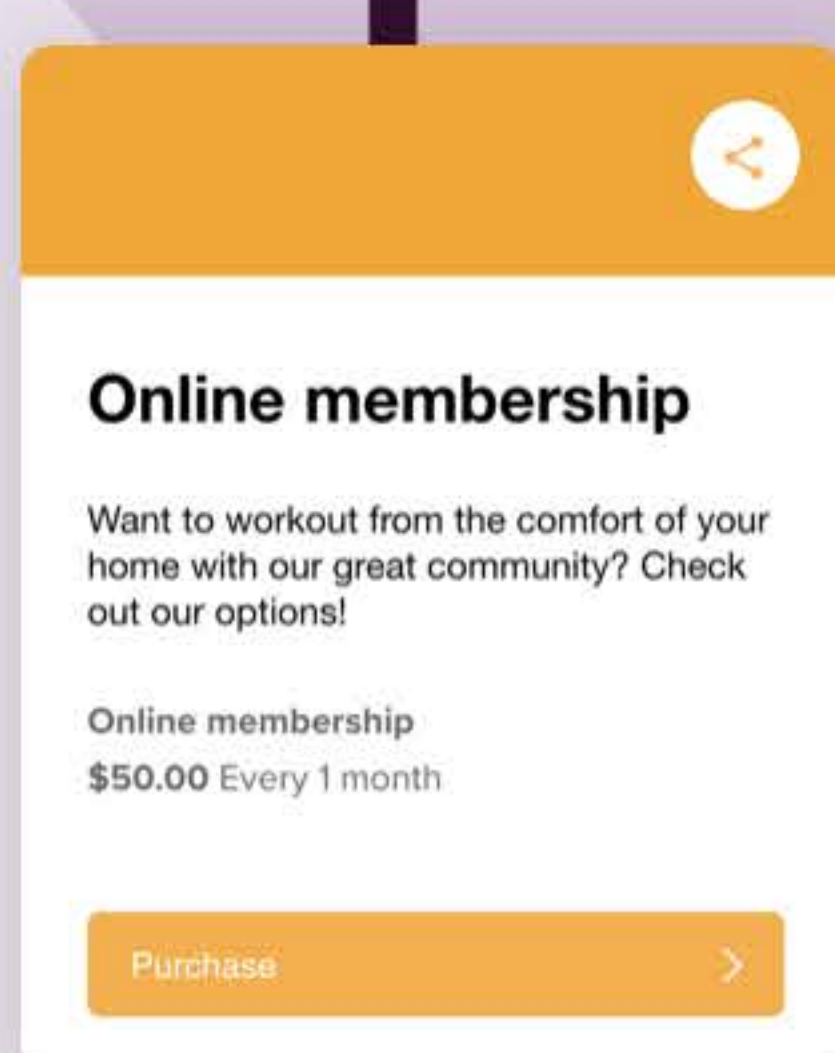 Online membership
Want to workout from the comfort of your
home with our great community? Check
out our options!
Online membership
$50.00 Every 1 month
Purchase